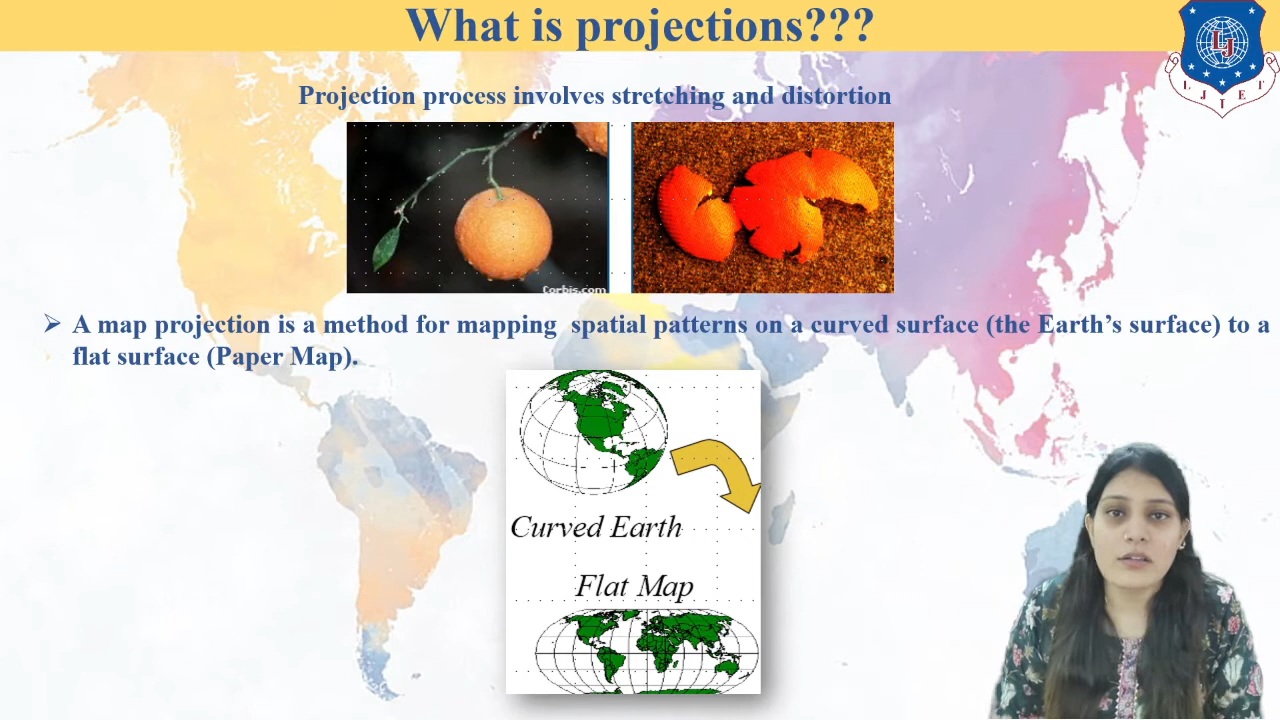 What is projections???
LJ
L J I E T
Projection process involves stretching and distortion
Corbis.com
➢ A map projection is a method for mapping spatial patterns on a curved surface (the Earth’s surface) to a
flat surface (Paper Map).
Curved Earth
Flat Map